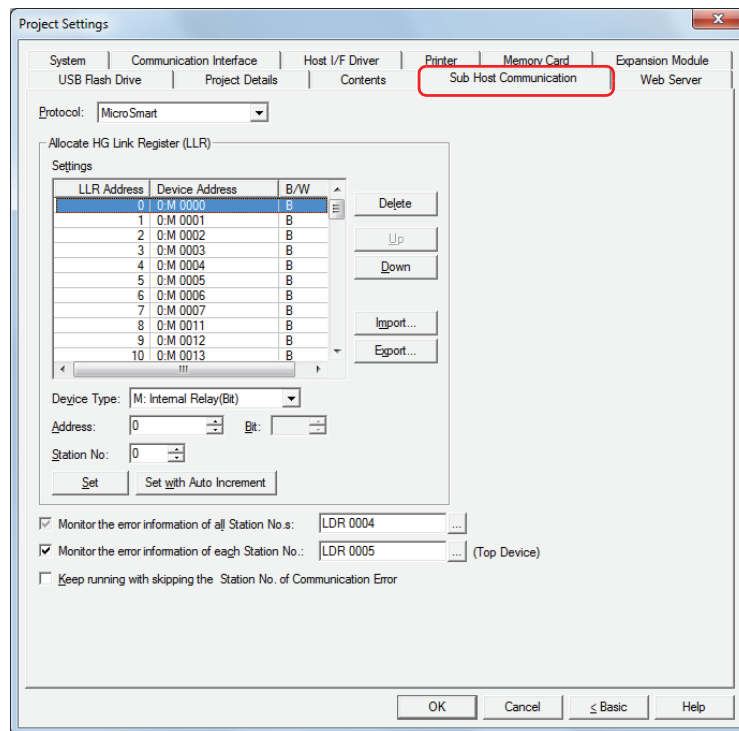 Project Settings
System Communication Interface Host I/F Driver Printer Memory Card Expansion Module
USB Flash Drive Project Details Contents Sub Host Communication Web Server
Protocol: MicroSmart
Allocate HG Link Register (LLR)
Settings
LLR Address Device Address B/W
0 0:M 0000 B
1 0:M 0001 B
2 0:M 0002 B
3 0:M 0003 B
4 0:M 0004 B
5 0:M 0005 B
6 0:M 0006 B
7 0:M 0007 B
8 0:M 0011 B
9 0:M 0012 B
10 0:M 0013 B
Delete
Up
Down
Import...
Export...
Device Type: M: Internal Relay(Bit)
Address: 0 Bit:
Station No: 0
Set Set with Auto Increment
Monitor the error information of all Station No.s: LDR 0004 ...
Monitor the error information of each Station No.: LDR 0005 ... (Top Device)
Keep running with skipping the Station No. of Communication Error
OK Cancel < Basic Help